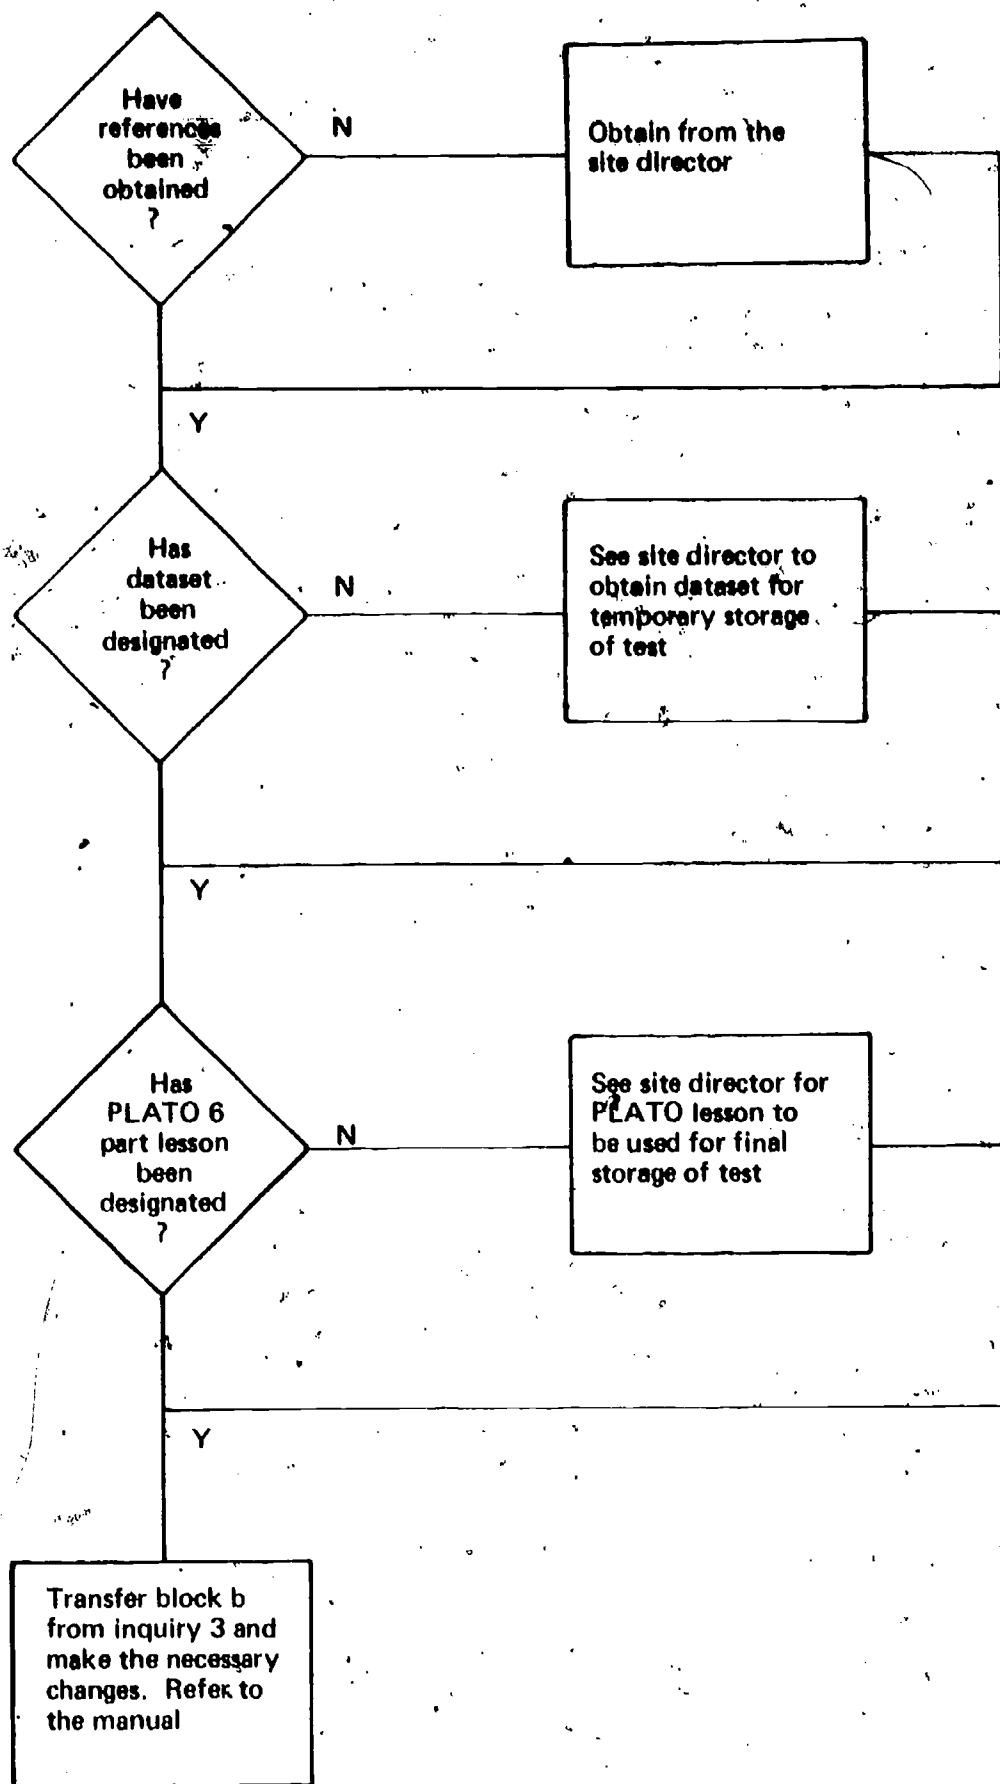 Have
references
been
obtained
?
N
Obtain from the
site director
Y
Has
dataset
been
designated
?
N
See site director to
obtain dataset for
temporary storage
of test
Y
Has
PLATO 6
part lesson
been
designated
?
N
See site director for
PLATO lesson to
be used for final
storage of test
Y
Transfer block b
from inquiry 3 and
make the necessary
changes. Refer to
the manual